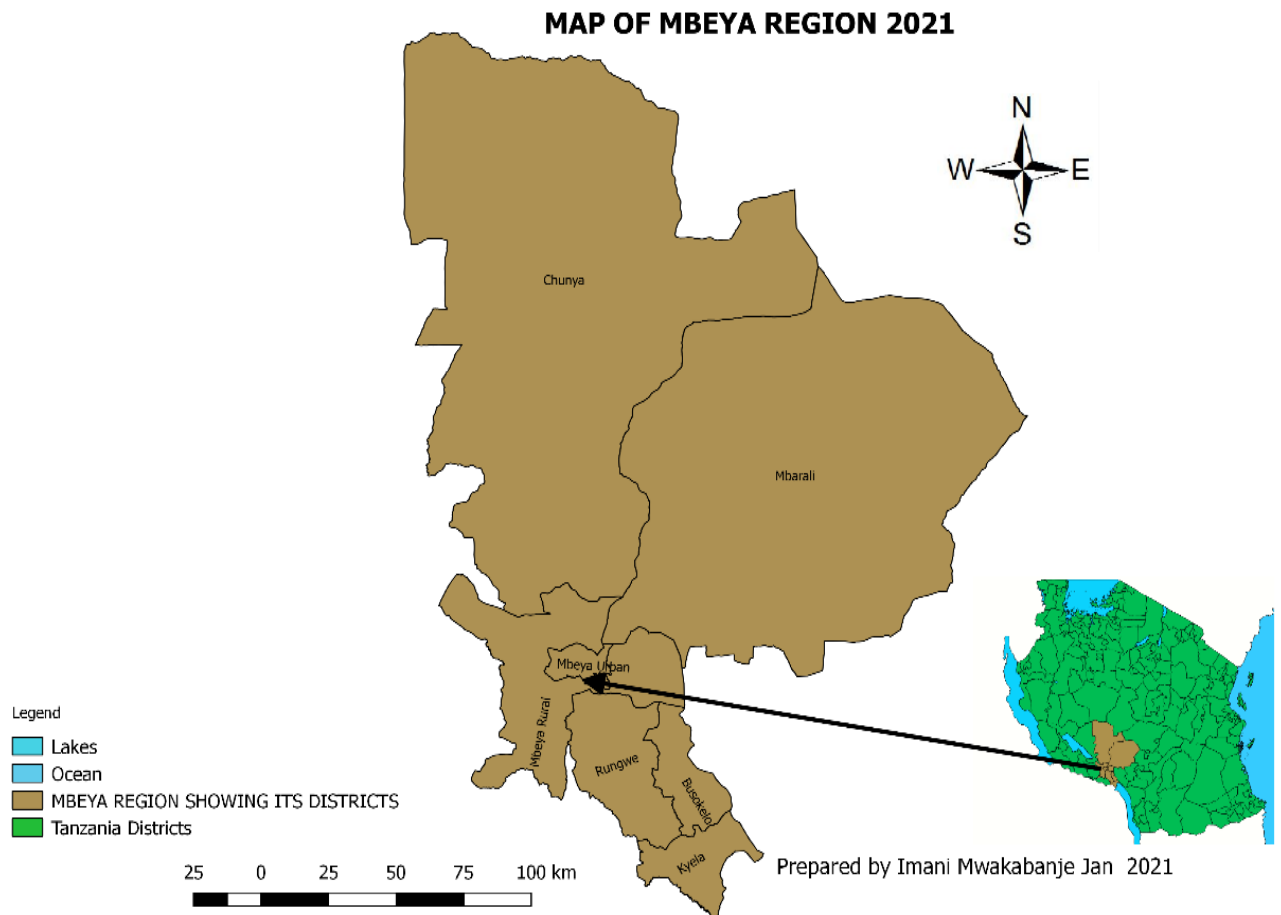 MAP OF MBEYA REGION 2021
N
W E
S
Chunya
Mbarali
Mbeya Urban
Mbeya Rural
Rungwe
Busokelo
Kyela
Legend
Lakes
Ocean
MBEYA REGION SHOWING ITS DISTRICTS
Tanzania Districts
25 0 25 50 75 100 km
Prepared by Imani Mwakabanje Jan 2021